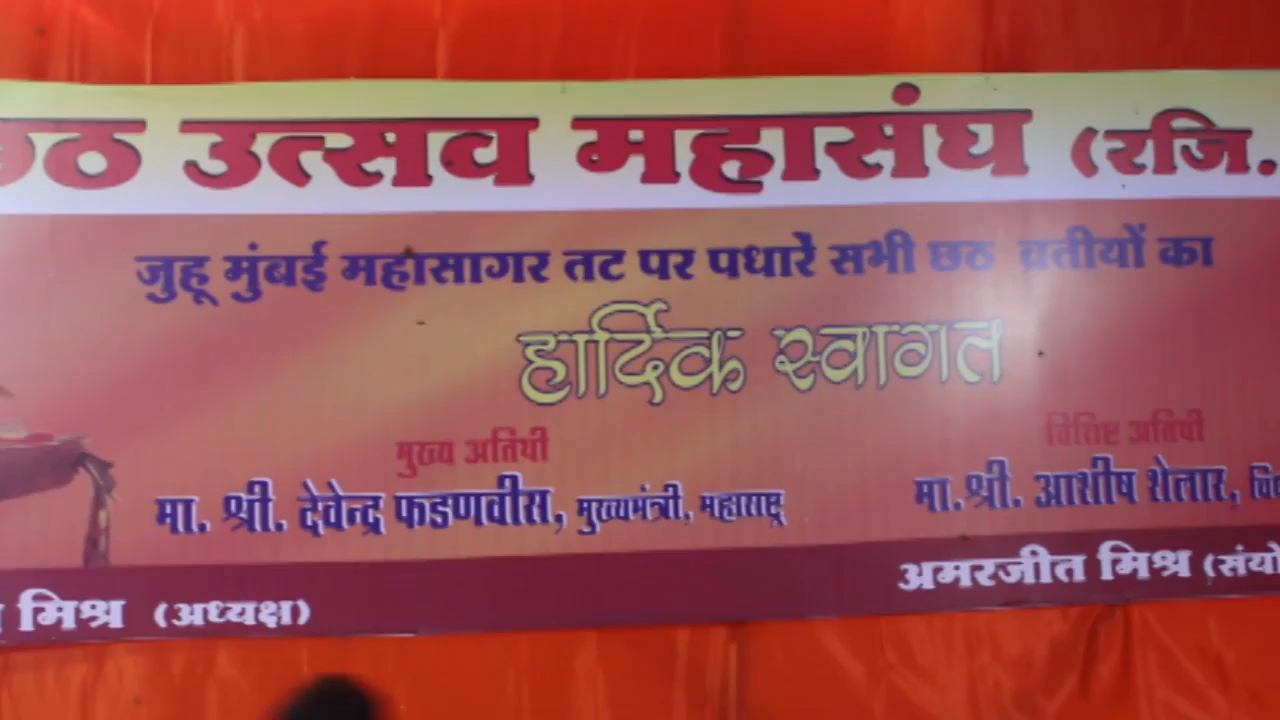 छठ उत्सव महासंघ (रजि.
जुहू मुंबई महासागर तट पर पधारें सभी छठ व्रतीयों का
हार्दिक स्वागत
मुख्य अतिथी
विशिष्ट अतिथी
मा. श्री. देवेन्द्र फडणवीस, मुख्यमंत्री, महाराष्ट्र
मा.श्री. आशीष शेलार,
मिश्र (अध्यक्ष)
अमरजीत मिश्र (संयो